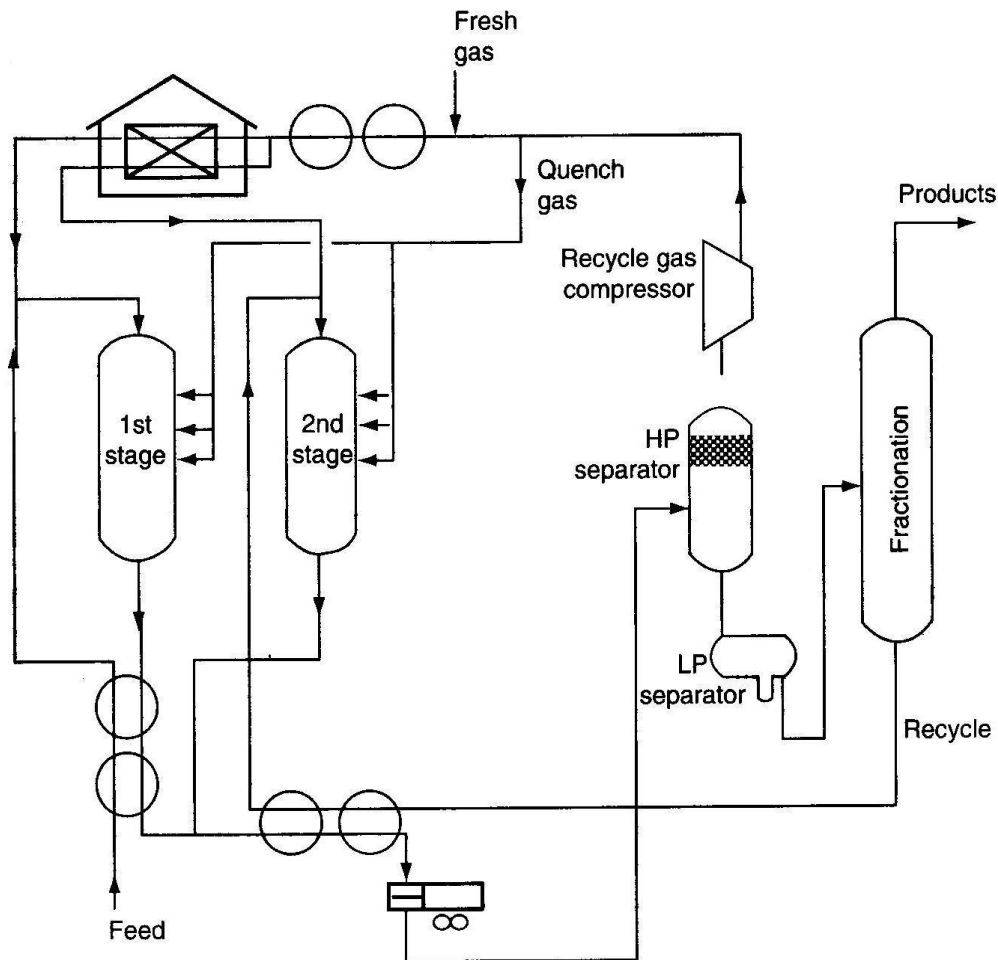 Fresh
gas
Quench
gas
Products
Recycle gas
compressor
1st
stage
2nd
stage
HP
separator
Fractionation
LP
separator
Recycle
Feed